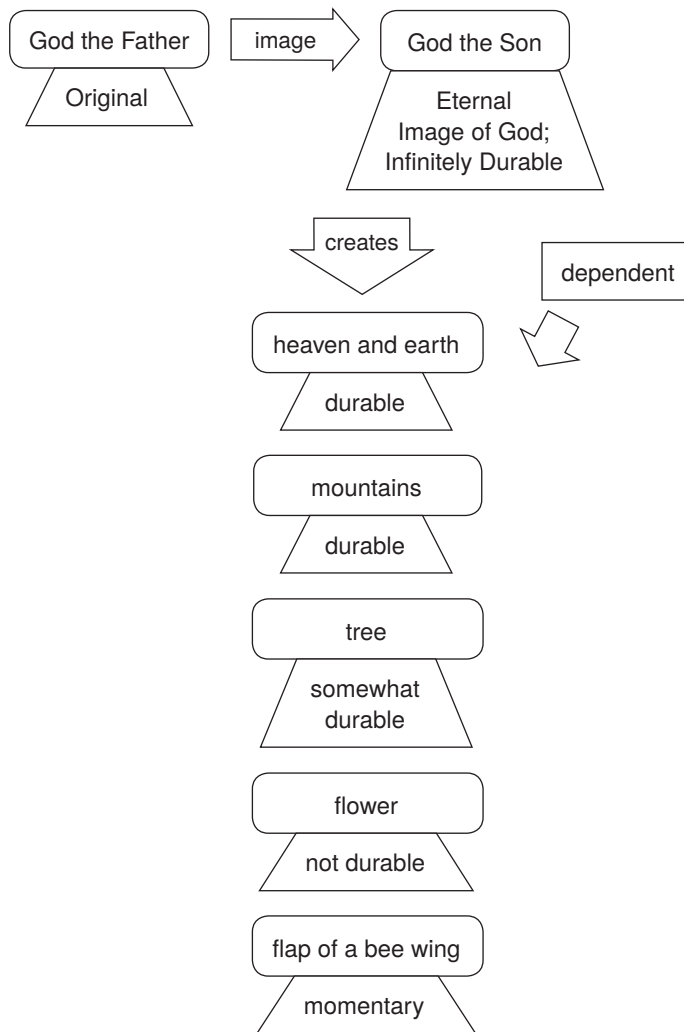 God the Father
image
God the Son
Original
Eternal
Image of God;
Infinitely Durable
creates
dependent
heaven and earth
durable
mountains
durable
tree
somewhat
durable
flower
not durable
flap of a bee wing
momentary